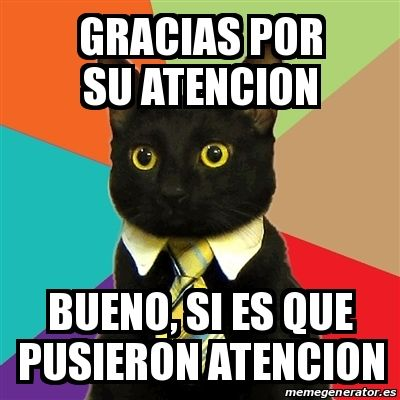 GRACIAS POR
SU ATENCION
BUENO, SI ES QUE
PUSIERON ATENCION
memegenerator.es